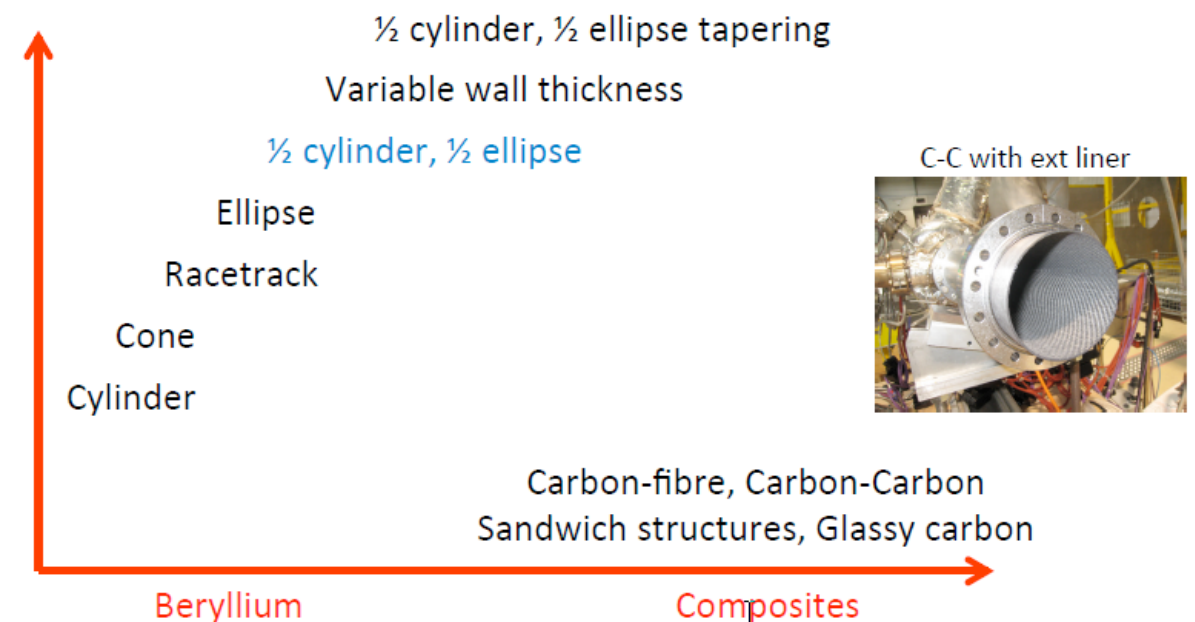 ½ cylinder, ½ ellipse tapering
Variable wall thickness
½ cylinder, ½ ellipse
Ellipse
Racetrack
Cone
Cylinder
C-C with ext liner
Carbon-fibre, Carbon-Carbon
Sandwich structures, Glassy carbon
Beryllium
Composites